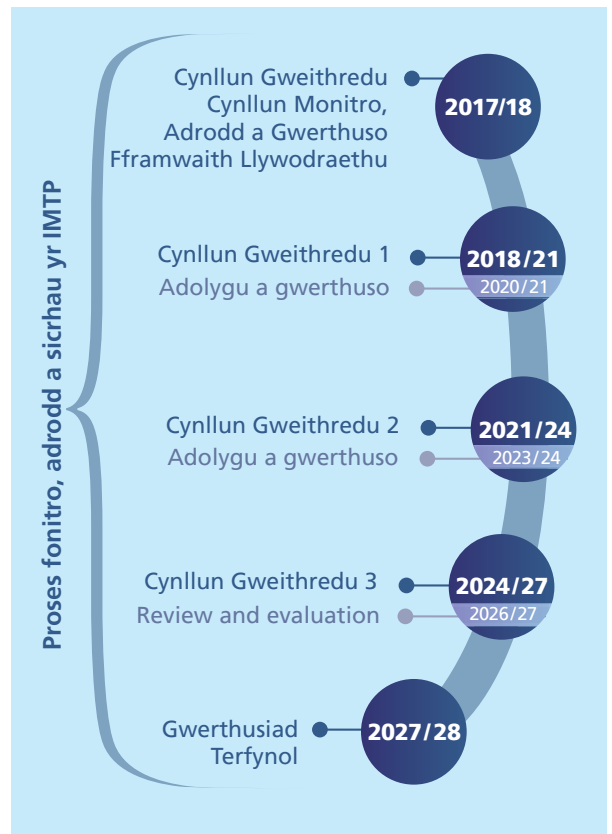 Proses fonitro, adrodd a sicrhau yr IMTP
Cynllun Gweithredu
Cynllun Monitro,
Adrodd a Gwerthuso
Fframwaith Llywodraethu
2017/18
Cynllun Gweithredu 1
2018/21
Adolygu a gwerthuso
2020/21
Cynllun Gweithredu 2
2021/24
Adolygu a gwerthuso
2023/24
Cynllun Gweithredu 3
2024/27
Review and evaluation
2026/27
Gwerthusiad
Terfynol
2027/28